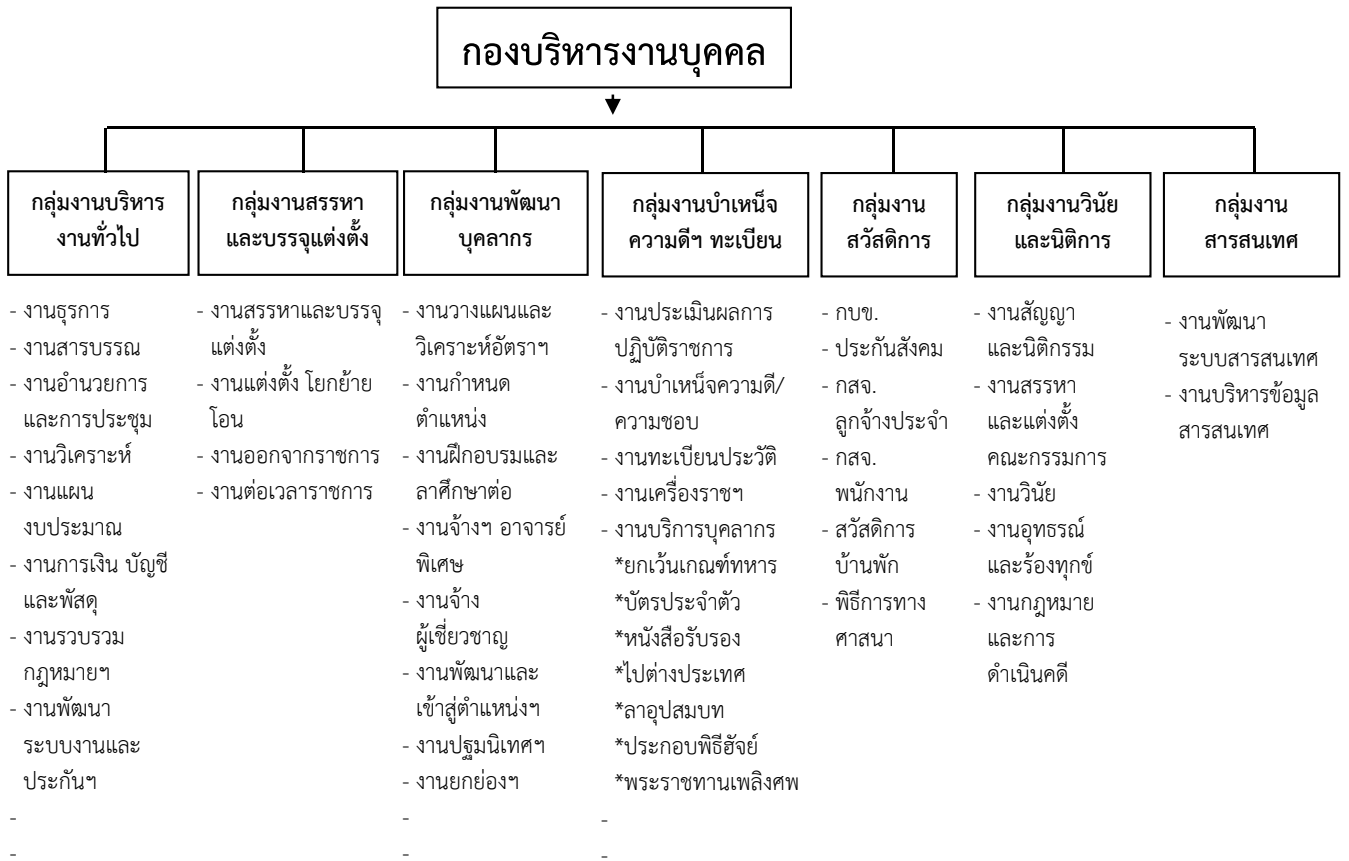 กองบริหารงานบุคคล
กลุ่มงานบริหาร
งานทั่วไป
- งานธุรการ
- งานสารบรรณ
- งานอำนวยการ
และการประชุม
- งานวิเคราะห์
- งานแผน
งบประมาณ
- งานการเงิน บัญชี
และพัสดุ
- งานรวบรวม
กฎหมายฯ
- งานพัฒนา
ระบบงานและ
ประกันฯ
-
-
กลุ่มงานสรรหา
และบรรจุแต่งตั้ง
- งานสรรหาและบรรจุ
แต่งตั้ง
- งานแต่งตั้ง โยกย้าย
โอน
- งานออกจากราชการ
- งานต่อเวลาราชการ
กลุ่มงานพัฒนา
บุคลากร
- งานวางแผนและ
วิเคราะห์อัตราฯ
- งานกำหนด
ตำแหน่ง
- งานฝึกอบรมและ
ลาศึกษาต่อ
- งานจ้างฯ อาจารย์
พิเศษ
- งานจ้าง
ผู้เชี่ยวชาญ
- งานพัฒนาและ
เข้าสู่ตำแหน่งฯ
- งานปฐมนิเทศฯ
- งานยกย่องฯ
-
-
กลุ่มงานบำเหน็จ
ความดีฯ ทะเบียน
- งานประเมินผลการ
ปฏิบัติราชการ
- งานบำเหน็จความดี/
ความชอบ
- งานทะเบียนประวัติ
- งานเครื่องราชฯ
- งานบริการบุคลากร
*ยกเว้นเกณฑ์ทหาร
*บัตรประจำตัว
*หนังสือรับรอง
*ไปต่างประเทศ
*ลาอุปสมบท
*ประกอบพิธีฮัจย์
*พระราชทานเพลิงศพ
-
-
กลุ่มงาน
สวัสดิการ
- กบข.
- ประกันสังคม
- กสจ.
ลูกจ้างประจำ
- กสจ.
พนักงาน
- สวัสดิการ
บ้านพัก
- พิธีการทาง
ศาสนา
กลุ่มงานวินัย
และนิติการ
- งานสัญญา
และนิติกรรม
- งานสรรหา
และแต่งตั้ง
คณะกรรมการ
- งานวินัย
- งานอุทธรณ์
และร้องทุกข์
- งานกฎหมาย
และการ
ดำเนินคดี
กลุ่มงาน
สารสนเทศ
- งานพัฒนา
ระบบสารสนเทศ
- งานบริหารข้อมูล
สารสนเทศ